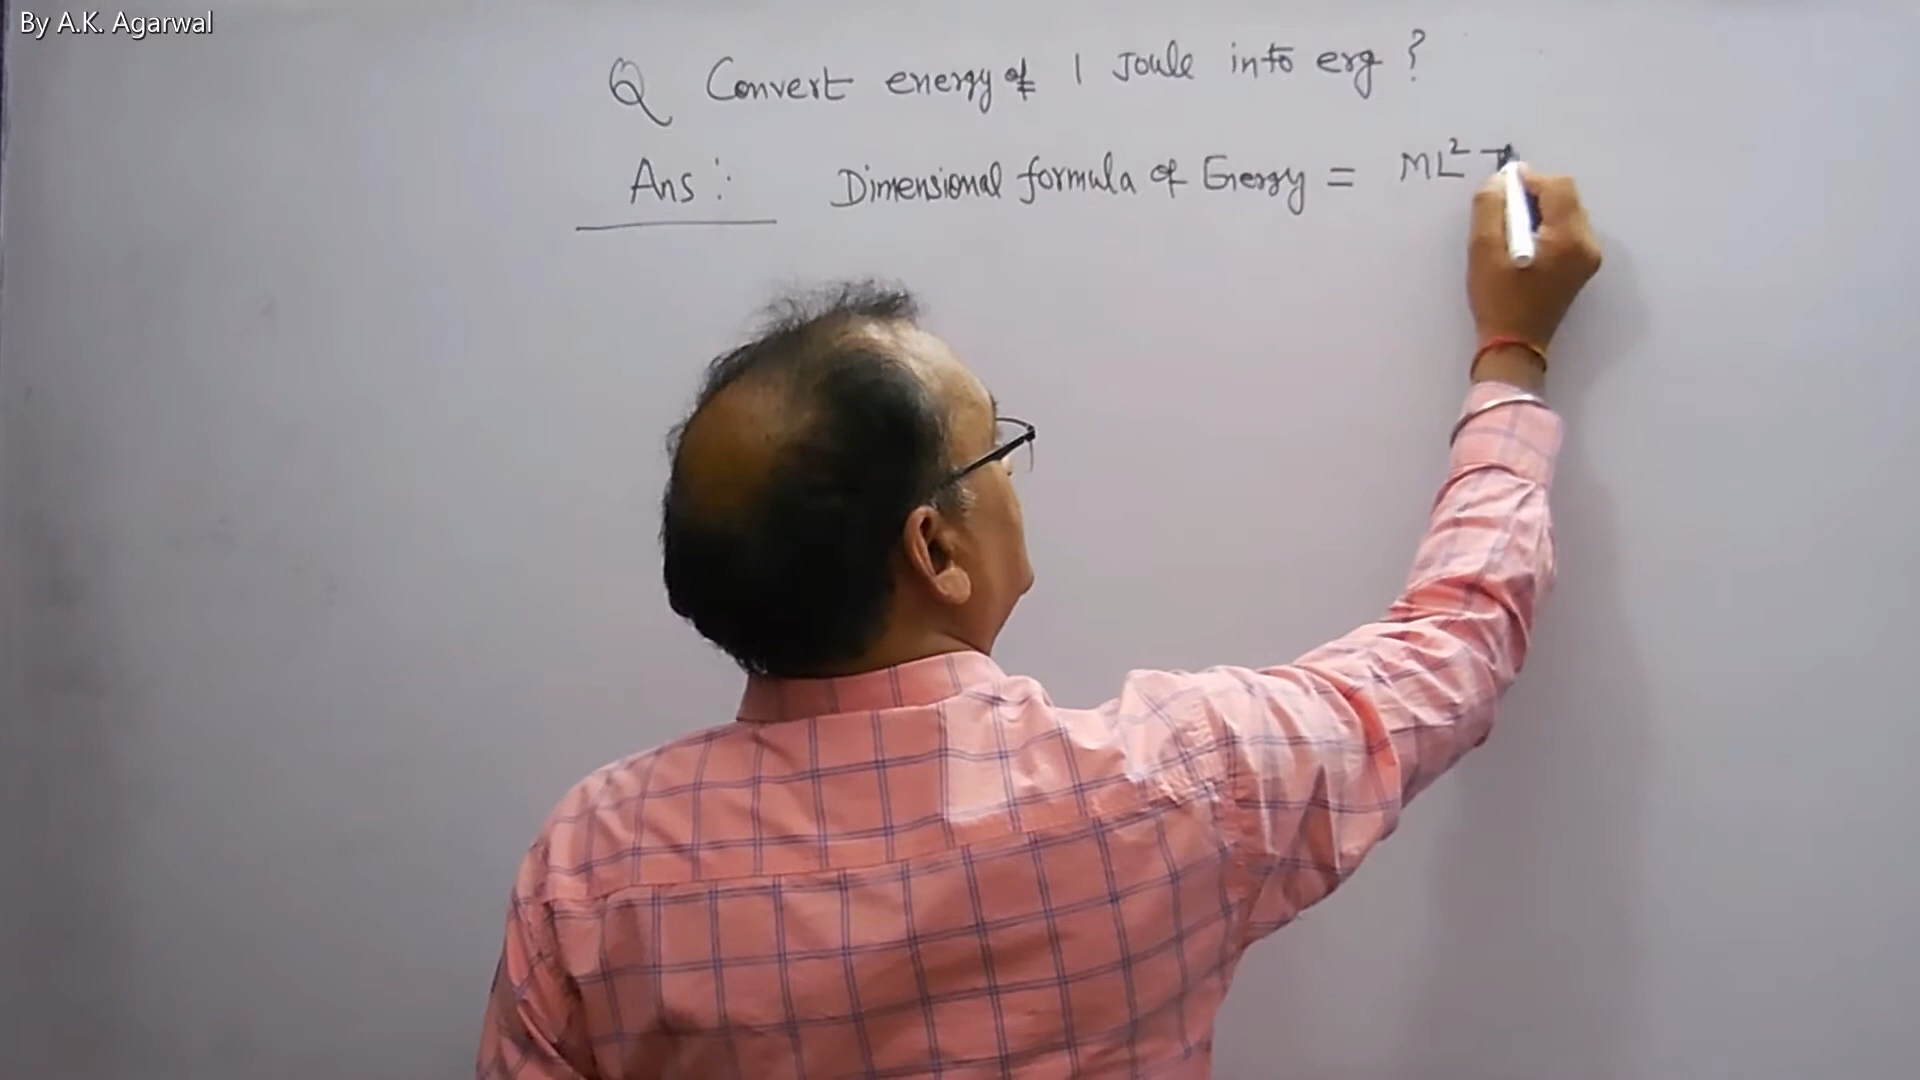 By A.K. Agarwal
Q Convert energy of 1 Joule into erg ?
Ans : Dimensional formula of Energy = ML² T